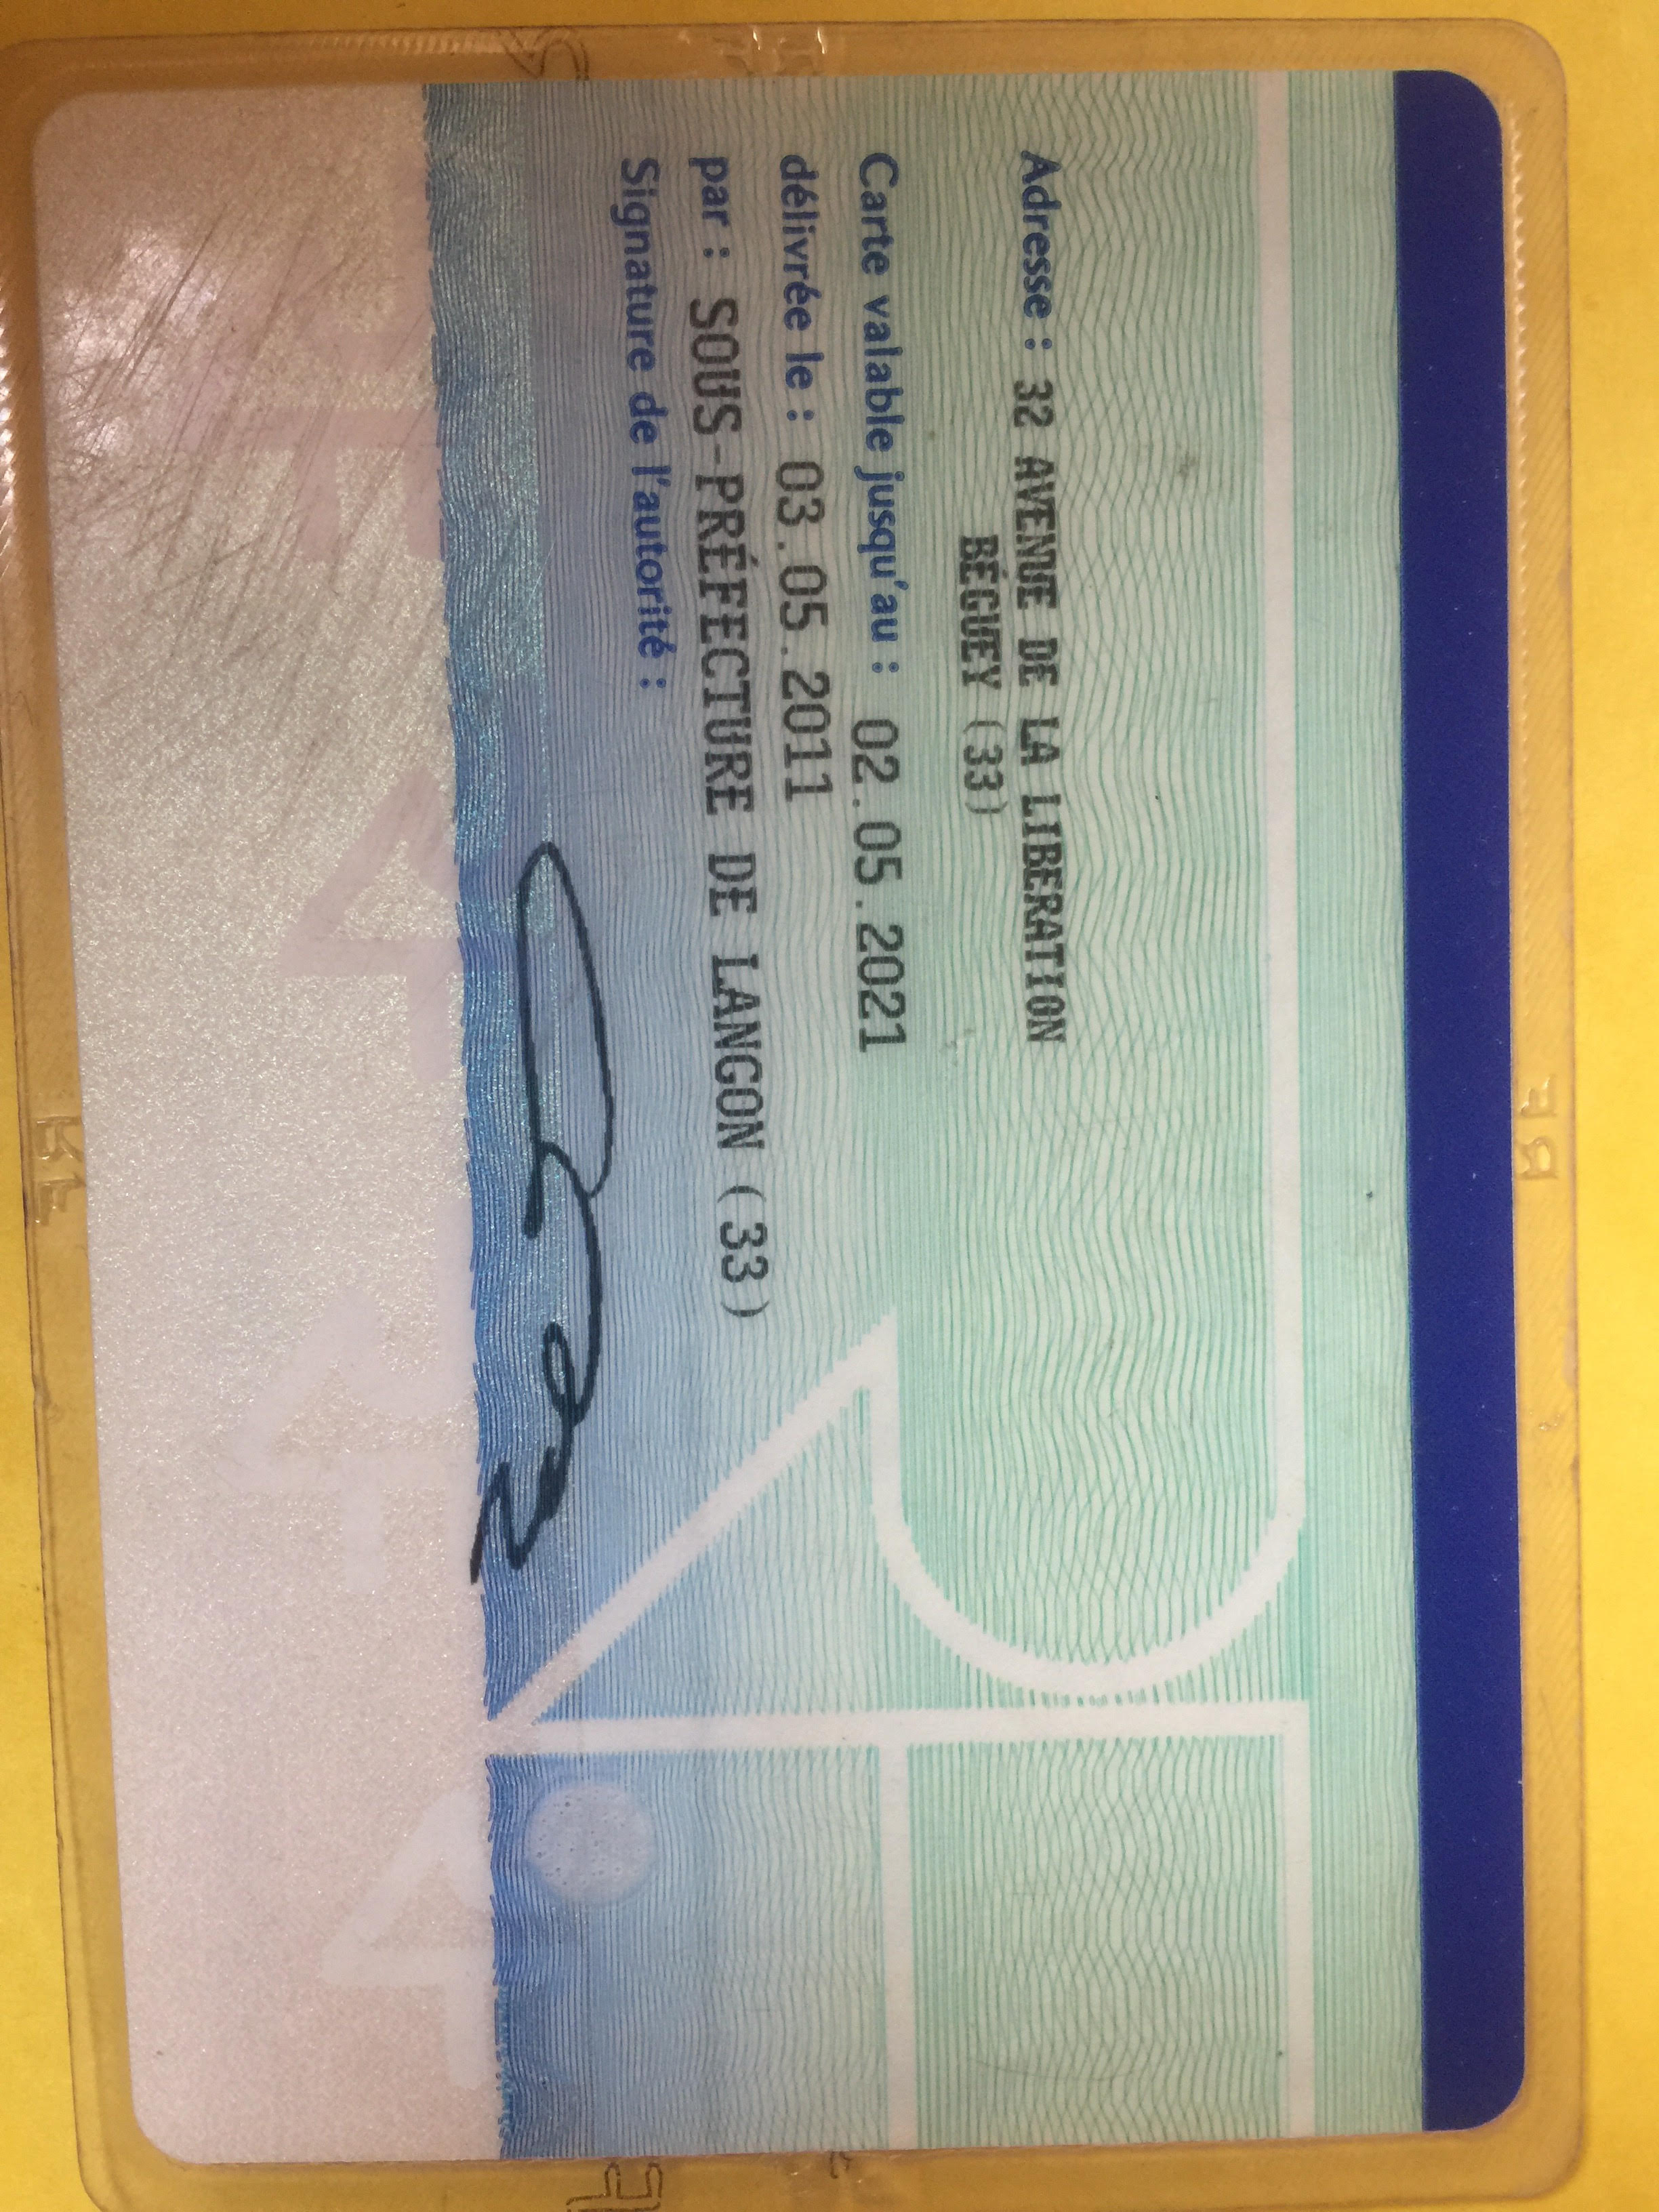 Adresse : 32 AVENUE DE LA LIBERATION
BÉGUEY (33)
Carte valable jusqu'au : 02.05.2021
délivrée le : 03.05.2011
par : SOUS-PRÉFECTURE DE LANGON (33)
Signature de l'autorité :